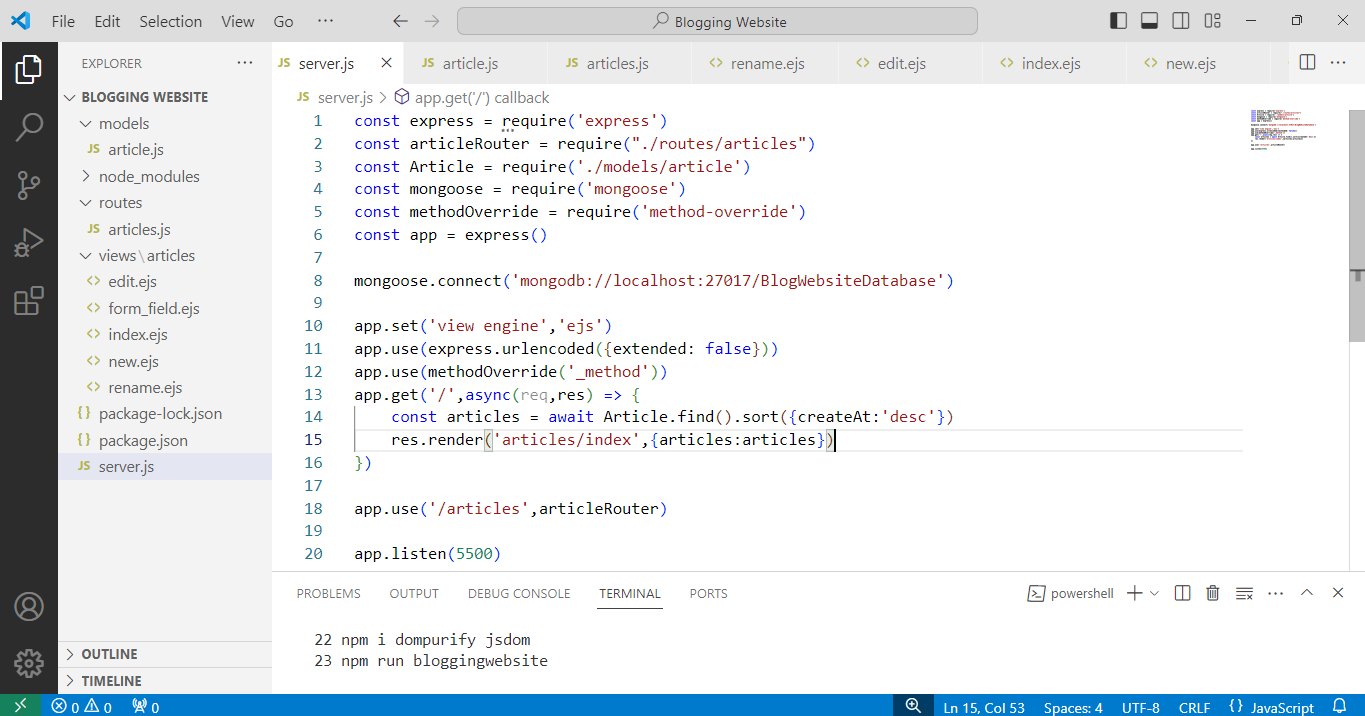 File Edit Selection View Go ··· Blogging Website
EXPLORER ···
BLOGGING WEBSITE
models
JS article.js
node_modules
routes
JS articles.js
views\articles
<> edit.ejs
<> form_field.ejs
<> index.ejs
<> new.ejs
<> rename.ejs
{} package-lock.json
{} package.json
JS server.js
OUTLINE
TIMELINE
JS server.js JS article.js JS articles.js <> rename.ejs <> edit.ejs <> index.ejs <> new.ejs ···
JS server.js > app.get('/') callback
1 const express = require('express')
2 const articleRouter = require("./routes/articles")
3 const Article = require('./models/article')
4 const mongoose = require('mongoose')
5 const methodOverride = require('method-override')
6 const app = express()
7
8 mongoose.connect('mongodb://localhost:27017/BlogWebsiteDatabase')
9
10 app.set('view engine','ejs')
11 app.use(express.urlencoded({extended: false}))
12 app.use(methodOverride('_method'))
13 app.get('/',async(req,res) => {
14 const articles = await Article.find().sort({createAt:'desc'})
15 res.render('articles/index',{articles:articles})
16 })
17
18 app.use('/articles',articleRouter)
19
20 app.listen(5500)
PROBLEMS OUTPUT DEBUG CONSOLE TERMINAL PORTS powershell ···
22 npm i dompurify jsdom
23 npm run bloggingwebsite
0 0 0 Ln 15, Col 53 Spaces: 4 UTF-8 CRLF {} JavaScript